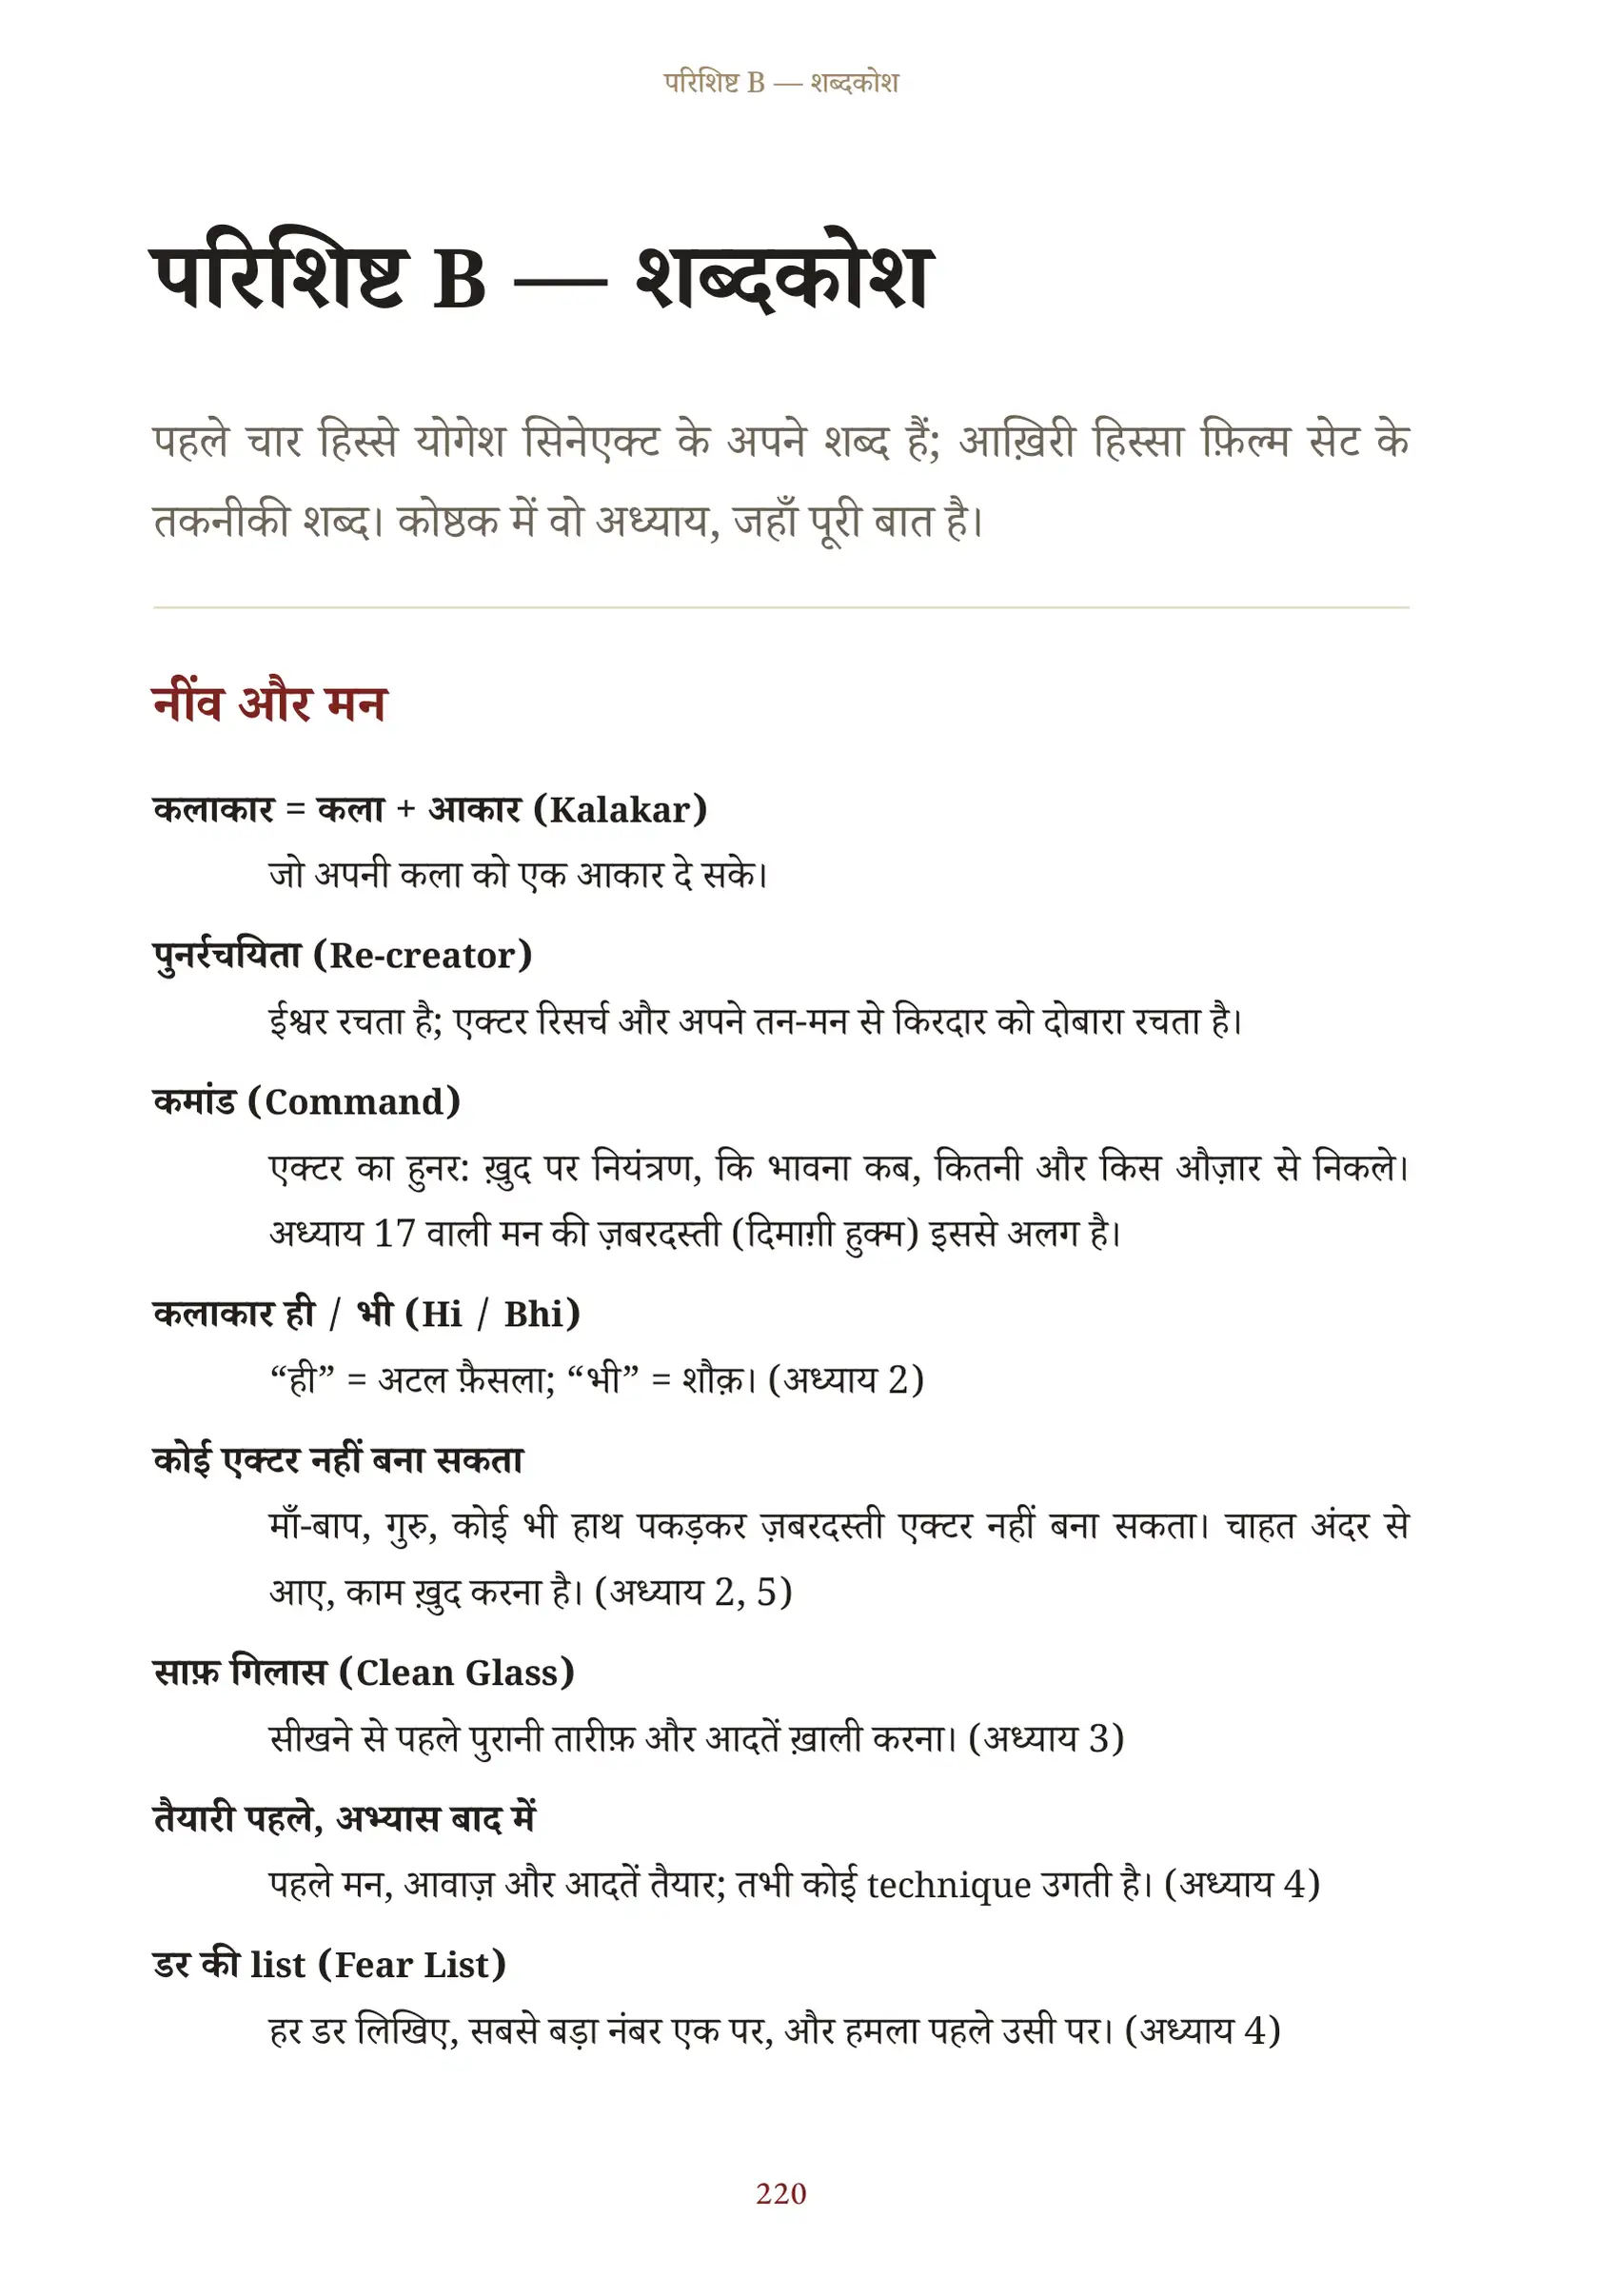 परिशिष्ट B — शब्दकोश
परिशिष्ट B — शब्दकोश
पहले चार हिस्से योगेश सिनेएक्ट के अपने शब्द हैं; आख़िरी हिस्सा फ़िल्म सेट के
तकनीकी शब्द। कोष्ठक में वो अध्याय, जहाँ पूरी बात है।
नींव और मन
कलाकार = कला + आकार (Kalakar)
जो अपनी कला को एक आकार दे सके।
पुनर्रचयिता (Re-creator)
ईश्वर रचता है; एक्टर रिसर्च और अपने तन-मन से किरदार को दोबारा रचता है।
कमांड (Command)
एक्टर का हुनर: ख़ुद पर नियंत्रण, कि भावना कब, कितनी और किस औज़ार से निकले।
अध्याय 17 वाली मन की ज़बरदस्ती (दिमाग़ी हुक्म) इससे अलग है।
कलाकार ही / भी (Hi / Bhi)
“ही” = अटल फ़ैसला; “भी” = शौक़। (अध्याय 2)
कोई एक्टर नहीं बना सकता
माँ-बाप, गुरु, कोई भी हाथ पकड़कर ज़बरदस्ती एक्टर नहीं बना सकता। चाहत अंदर से
आए, काम ख़ुद करना है। (अध्याय 2, 5)
साफ़ गिलास (Clean Glass)
सीखने से पहले पुरानी तारीफ़ और आदतें ख़ाली करना। (अध्याय 3)
तैयारी पहले, अभ्यास बाद में
पहले मन, आवाज़ और आदतें तैयार; तभी कोई technique उगती है। (अध्याय 4)
डर की list (Fear List)
हर डर लिखिए, सबसे बड़ा नंबर एक पर, और हमला पहले उसी पर। (अध्याय 4)
220